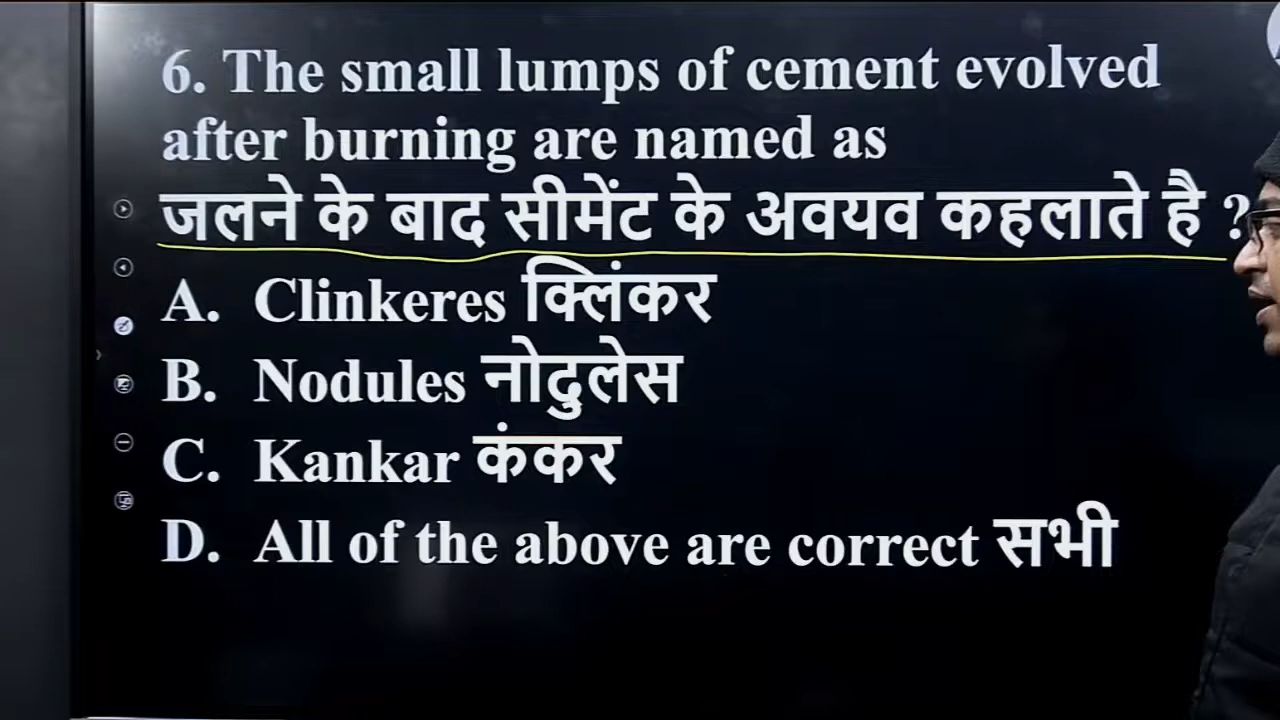 6. The small lumps of cement evolved
after burning are named as
जलने के बाद सीमेंट के अवयव कहलाते है ?
A. Clinkeres क्लिंकर
B. Nodules नोदुलेस
C. Kankar कंकर
D. All of the above are correct सभी